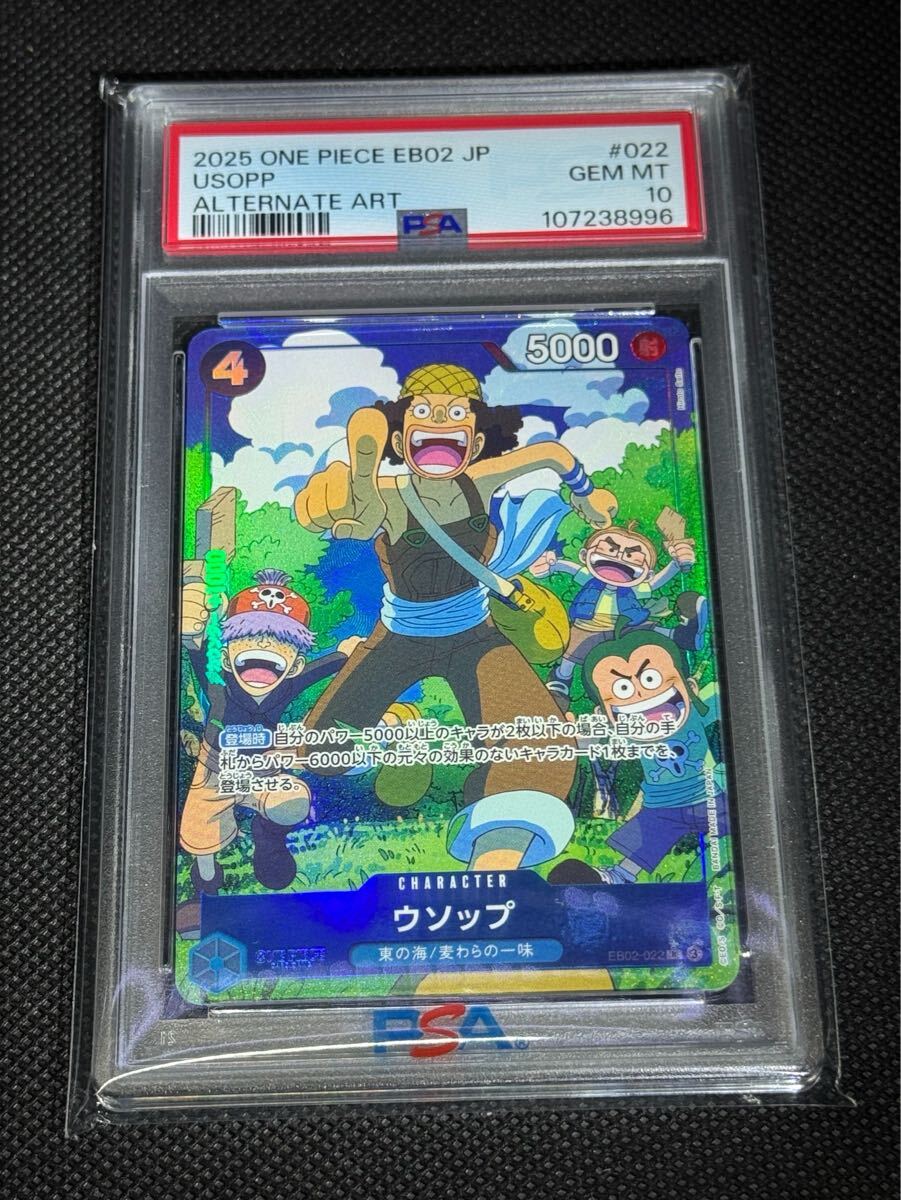 2025 ONE PIECE EB02 JP #022
USOPP GEM MT
ALTERNATE ART 10
PSA 107238996
4
5000
登場時 自分のパワー5000以上のキャラが2枚以下の場合、自分の手
札からパワー6000以下の元々の効果のないキャラカード1枚までを、
登場させる。
BANDAI MADE IN JAPAN
CHARACTER
ウソップ
東の海/麦わらの一味
EB02-022
PSA